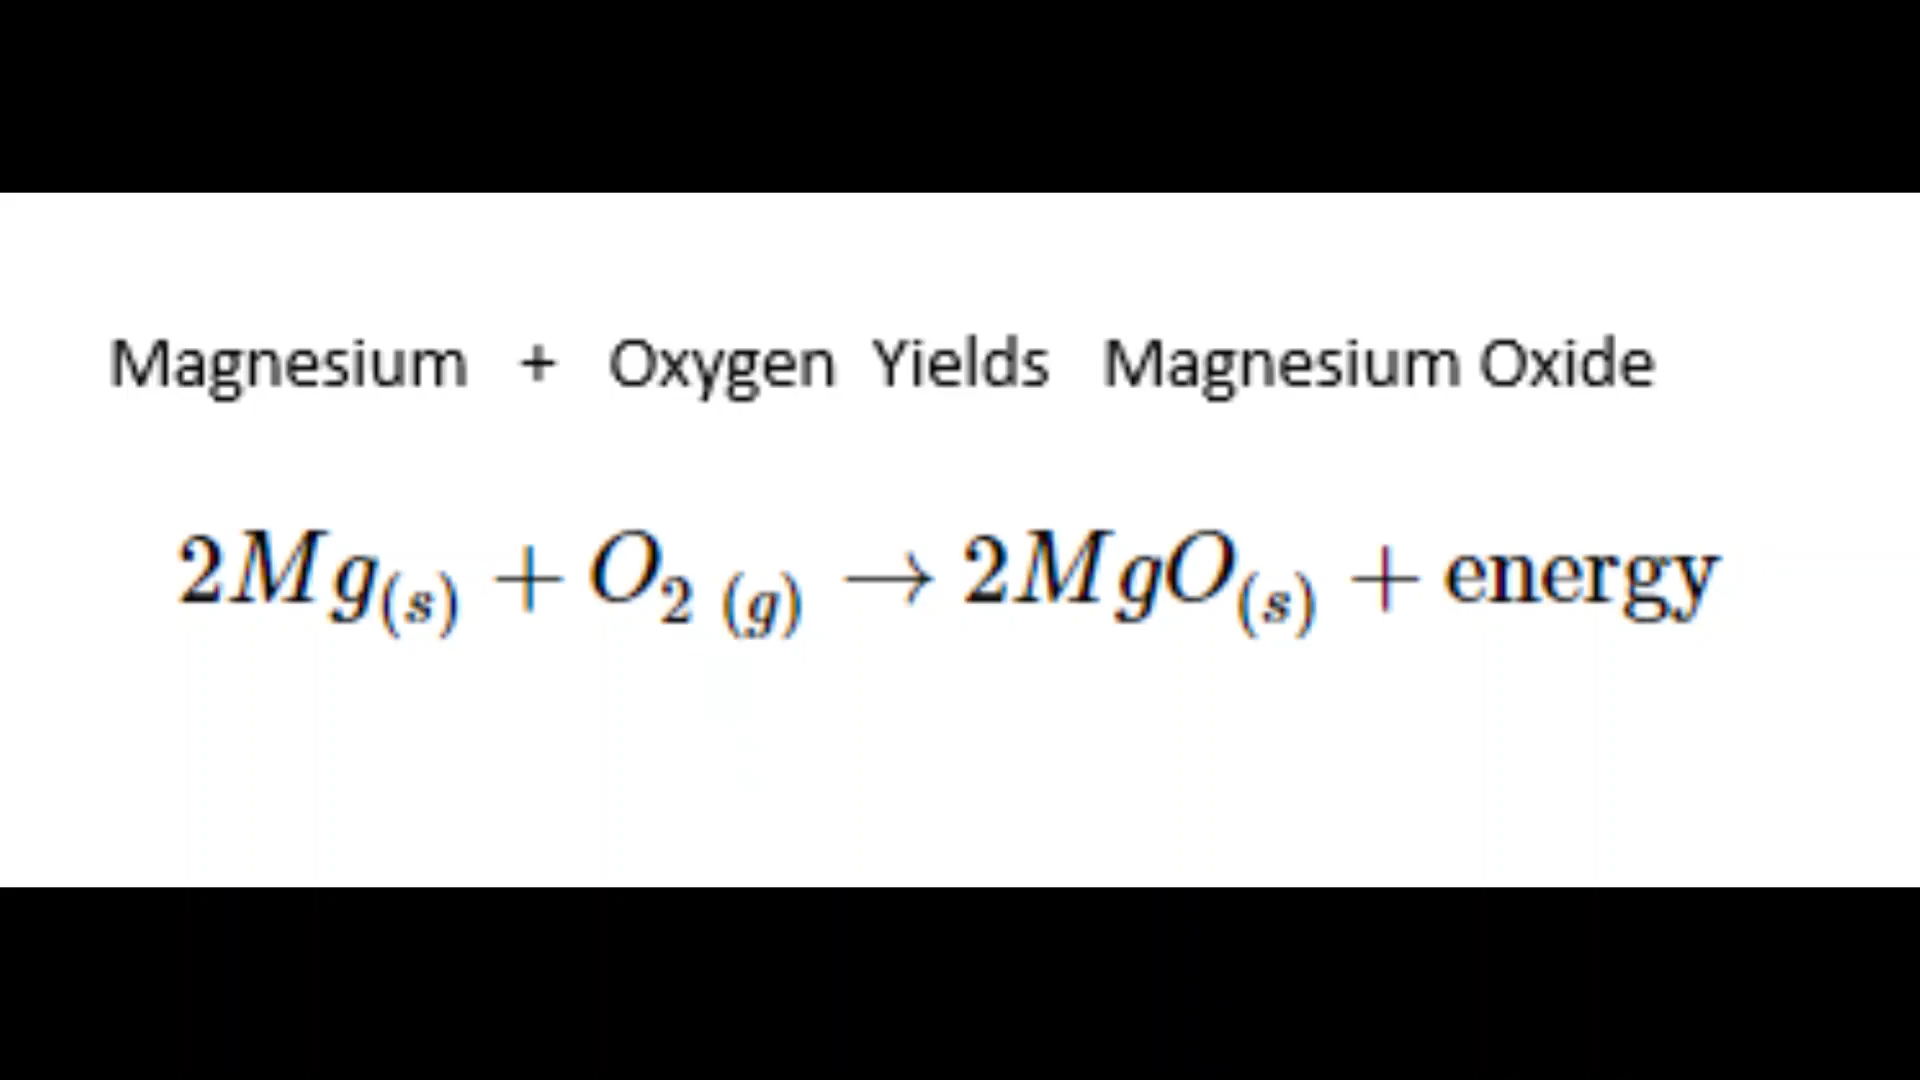 Magnesium + Oxygen Yields Magnesium Oxide
2Mg(s) + O2 (g) → 2MgO(s) + energy